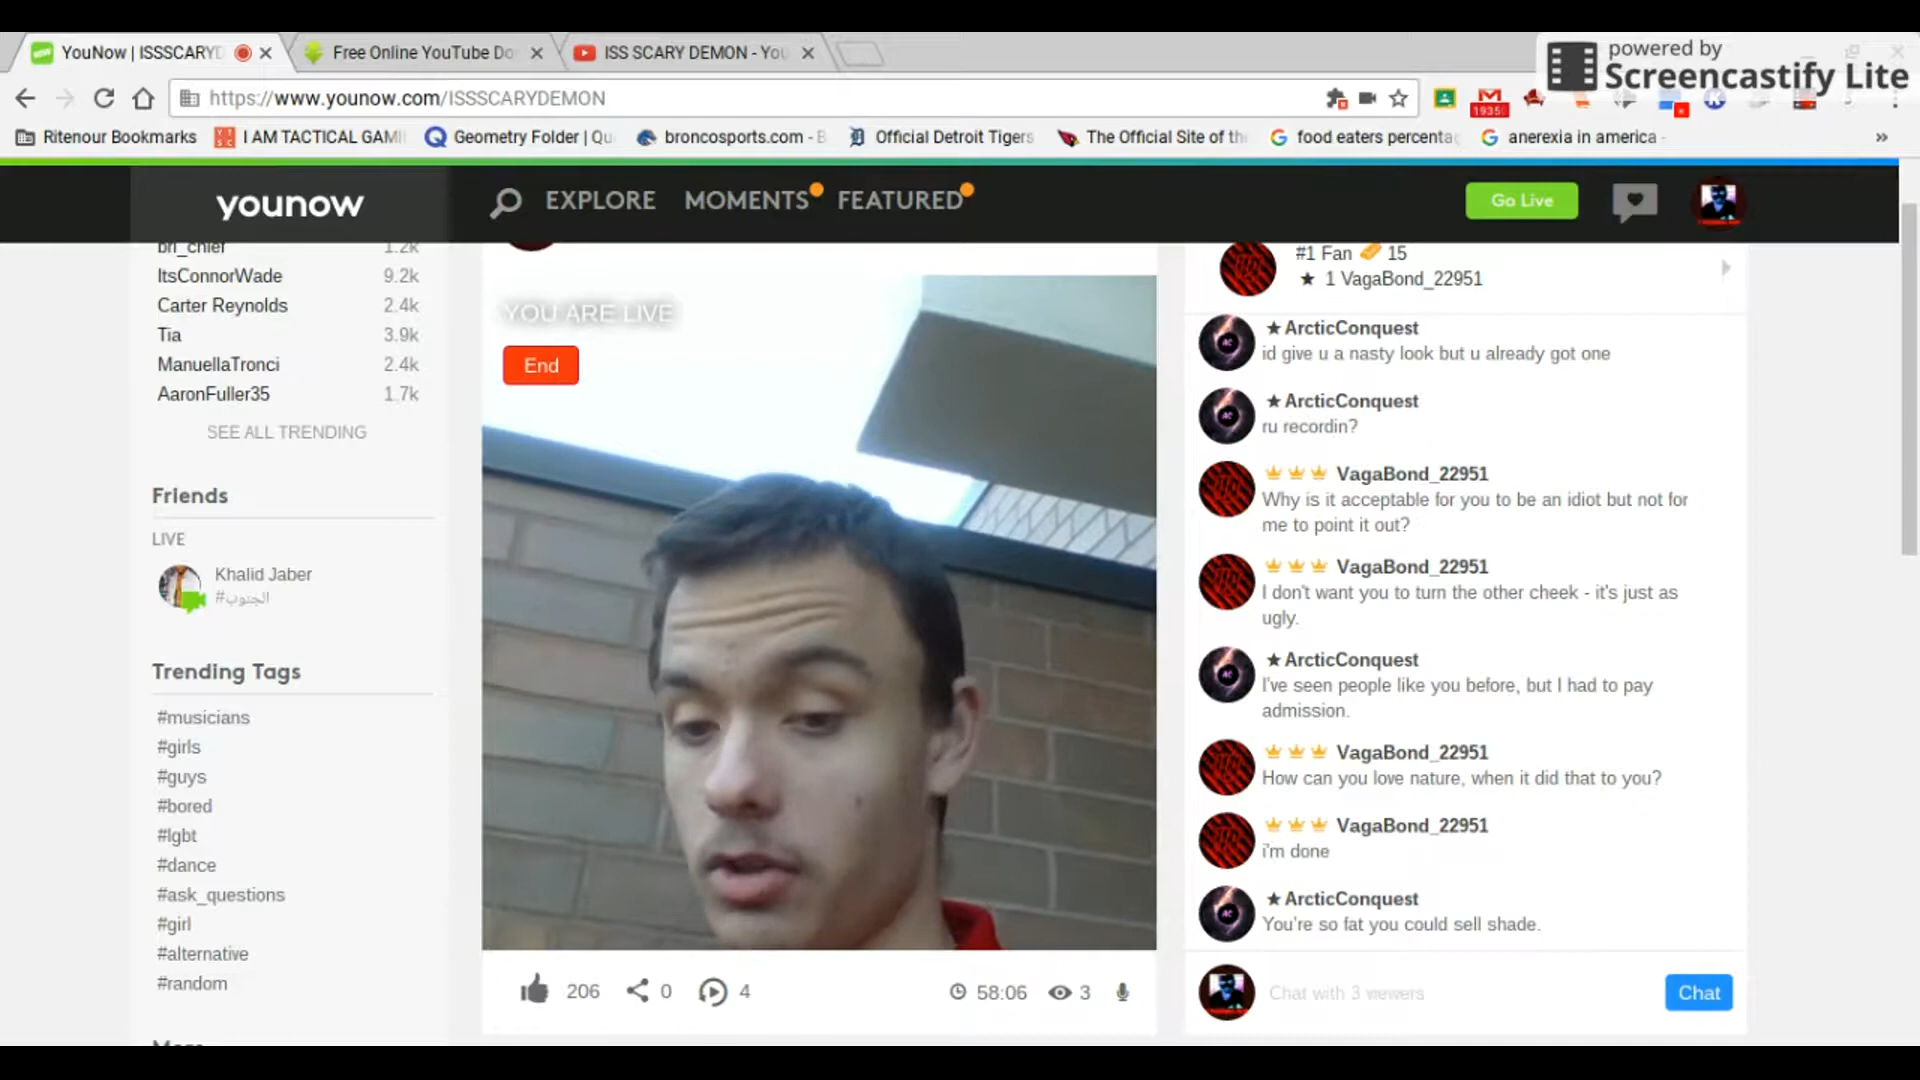 powered by
Screencastify Lite
YouNow | ISSSCARYD
Free Online YouTube Do
ISS SCARY DEMON - You
https://www.younow.com/ISSSCARYDEMON
1935
Ritenour Bookmarks
I AM TACTICAL GAMI
Geometry Folder | Qu
broncosports.com - B
Official Detroit Tigers
The Official Site of th
food eaters percentag
anerexia in america -
»
younow
EXPLORE
MOMENTS
FEATURED
Go Live
bri_chief 1.2k
ItsConnorWade 9.2k
Carter Reynolds 2.4k
Tia 3.9k
ManuellaTronci 2.4k
AaronFuller35 1.7k
SEE ALL TRENDING
Friends
LIVE
Khalid Jaber
#الجنوب
Trending Tags
#musicians
#girls
#guys
#bored
#lgbt
#dance
#ask_questions
#girl
#alternative
#random
YOU ARE LIVE
End
206
0
4
58:06
3
#1 Fan 15
★ 1 VagaBond_22951
★ ArcticConquest
id give u a nasty look but u already got one
★ ArcticConquest
ru recordin?
VagaBond_22951
Why is it acceptable for you to be an idiot but not for
me to point it out?
VagaBond_22951
I don't want you to turn the other cheek - it's just as
ugly.
★ ArcticConquest
I've seen people like you before, but I had to pay
admission.
VagaBond_22951
How can you love nature, when it did that to you?
VagaBond_22951
i'm done
★ ArcticConquest
You're so fat you could sell shade.
Chat with 3 viewers
Chat